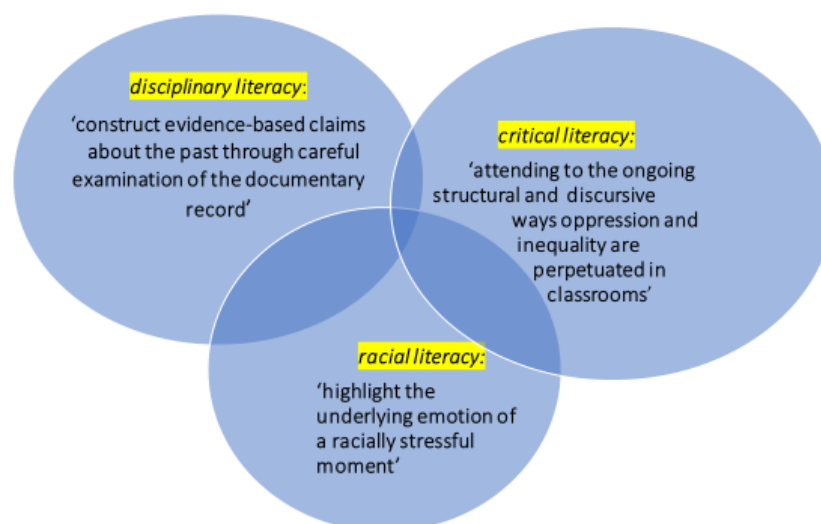 disciplinary literacy:
‘construct evidence-based claims
about the past through careful
examination of the documentary
record’
critical literacy:
‘attending to the ongoing
structural and discursive
ways oppression and
inequality are
perpetuated in
classrooms’
racial literacy:
‘highlight the
underlying emotion of
a racially stressful
moment’